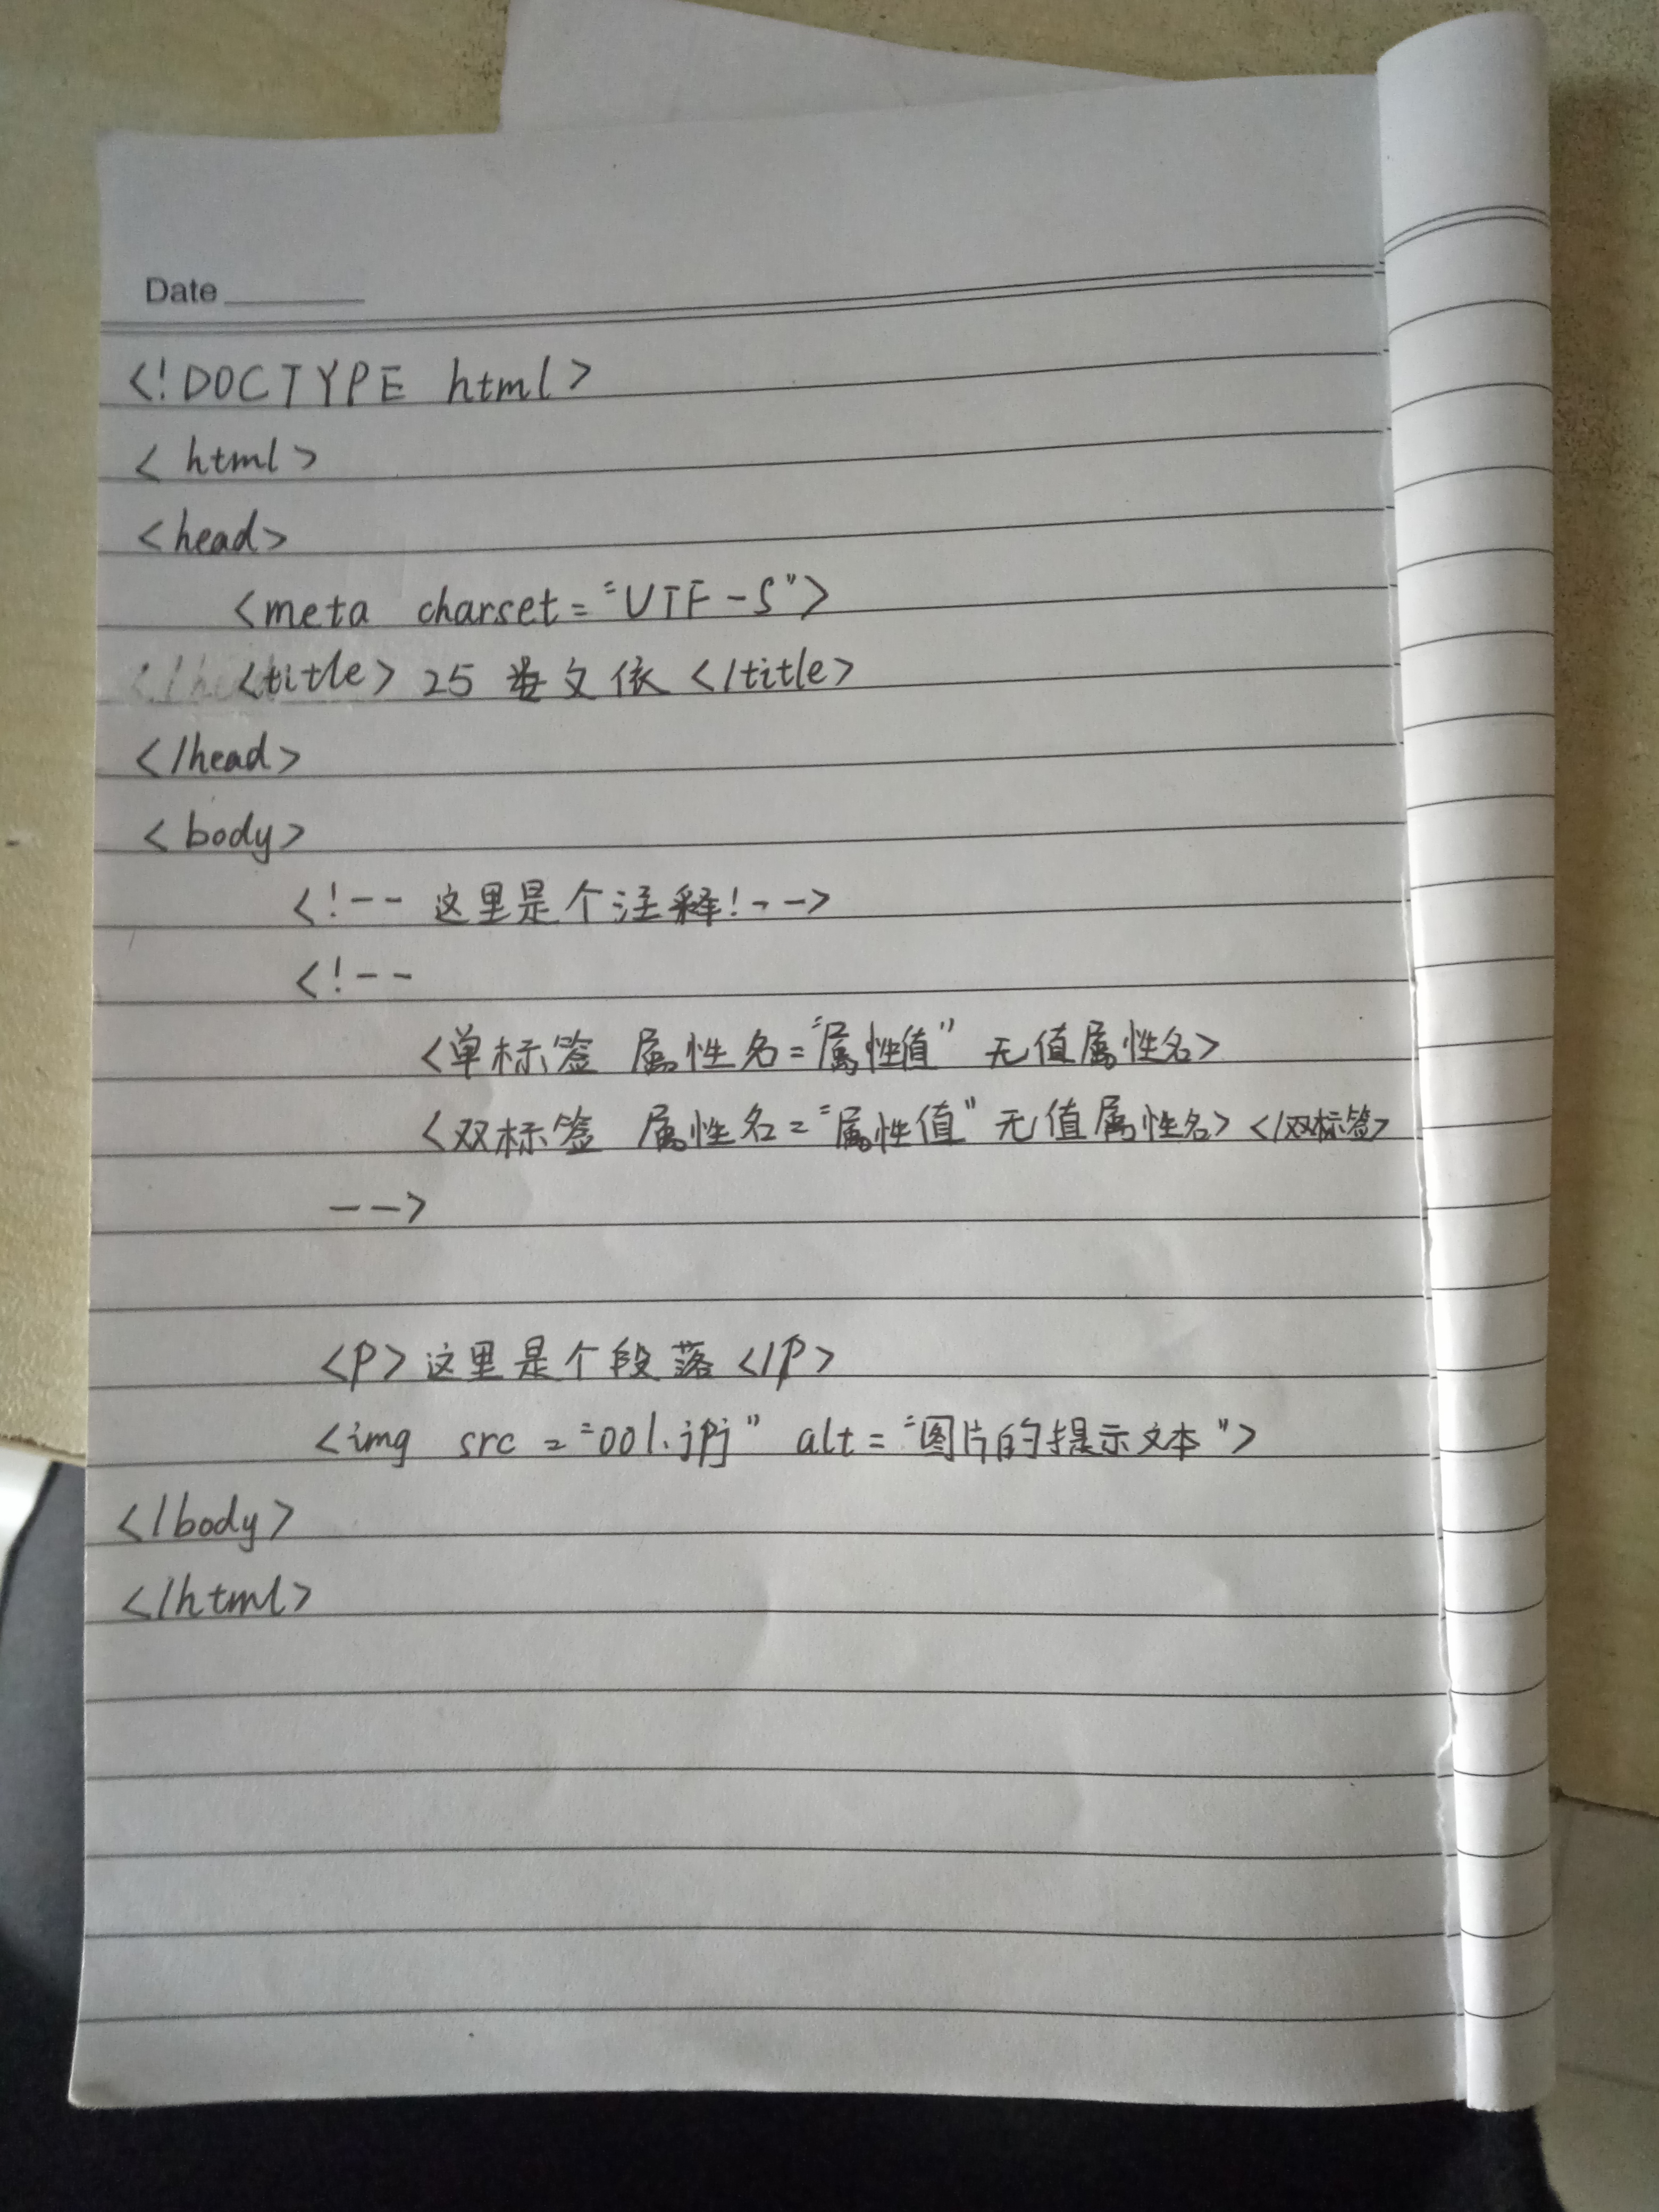 Date
<!DOCTYPE html>
<html>
<head>
<meta charset="UTF-8">
<title> 25 娄文依 </title>
</head>
<body>
<!-- 这里是个注释! -->
<!--
<单标签 属性名="属性值" 无值属性名>
<双标签 属性名="属性值" 无值属性名> </双标签>
-->
<p>这里是个段落</p>
<img src="001.jpj" alt="图片的提示文本">
</body>
</html>